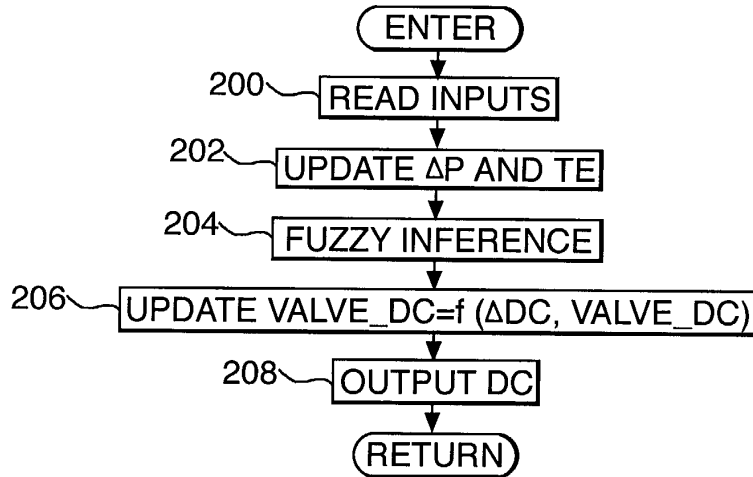 ENTER
200
READ INPUTS
202
UPDATE ΔP AND TE
204
FUZZY INFERENCE
206
UPDATE VALVE_DC=f (ΔDC, VALVE_DC)
208
OUTPUT DC
RETURN